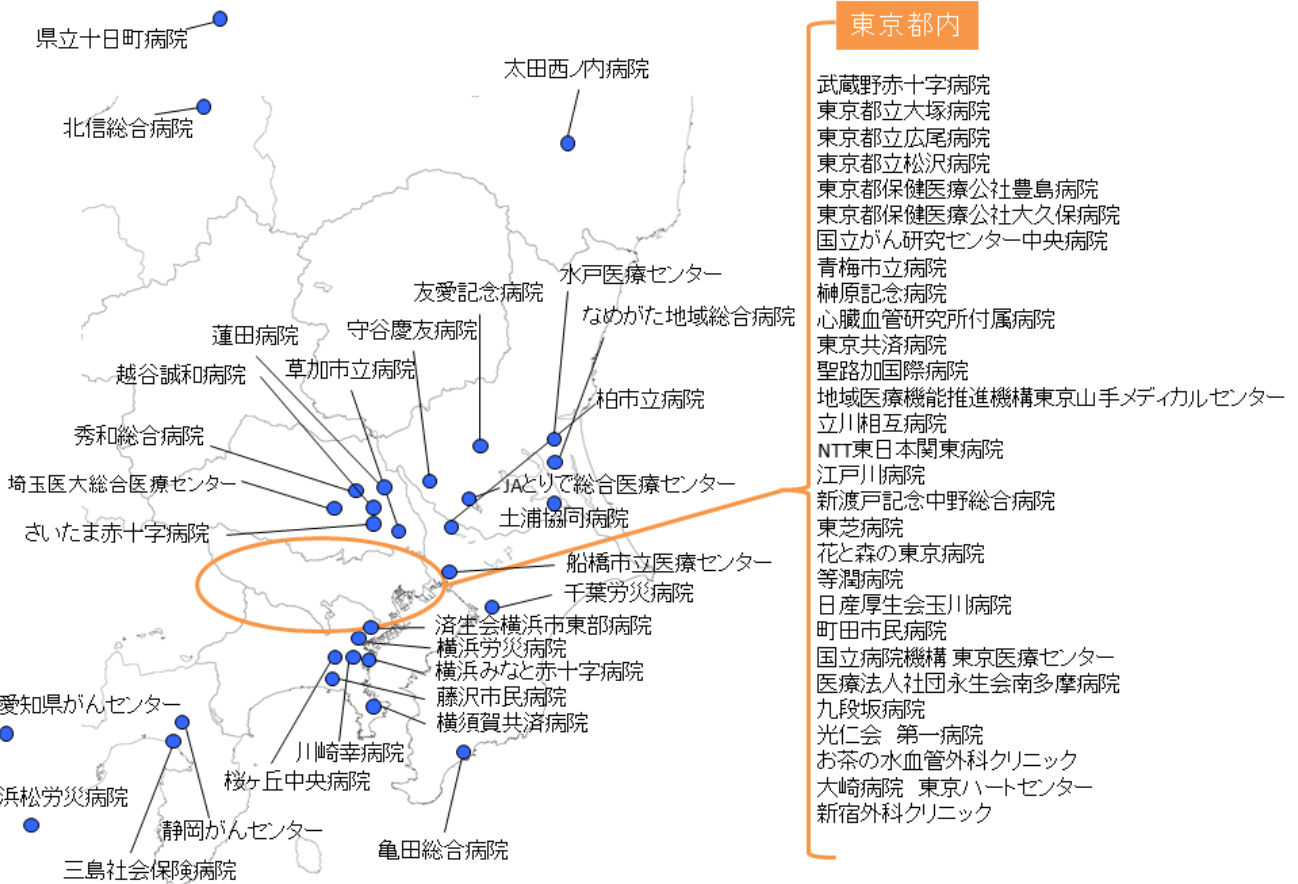 県立十日町病院
太田西ノ内病院
北信総合病院
水戸医療センター
友愛記念病院
なめがた地域総合病院
蓮田病院
守谷慶友病院
越谷誠和病院
草加市立病院
柏市立病院
秀和総合病院
埼玉医大総合医療センター
JAとりで総合医療センター
土浦協同病院
さいたま赤十字病院
船橋市立医療センター
千葉労災病院
済生会横浜市東部病院
横浜労災病院
横浜みなと赤十字病院
藤沢市民病院
横須賀共済病院
愛知県がんセンター
川崎幸病院
桜ヶ丘中央病院
浜松労災病院
静岡がんセンター
亀田総合病院
三島社会保険病院
東京都内
武蔵野赤十字病院
東京都立大塚病院
東京都立広尾病院
東京都立松沢病院
東京都保健医療公社豊島病院
東京都保健医療公社大久保病院
国立がん研究センター中央病院
青梅市立病院
榊原記念病院
心臓血管研究所付属病院
東京共済病院
聖路加国際病院
地域医療機能推進機構東京山手メディカルセンター
立川相互病院
NTT東日本関東病院
江戸川病院
新渡戸記念中野総合病院
東芝病院
花と森の東京病院
等潤病院
日産厚生会玉川病院
町田市民病院
国立病院機構 東京医療センター
医療法人社団永生会南多摩病院
九段坂病院
光仁会 第一病院
お茶の水血管外科クリニック
大崎病院 東京ハートセンター
新宿外科クリニック